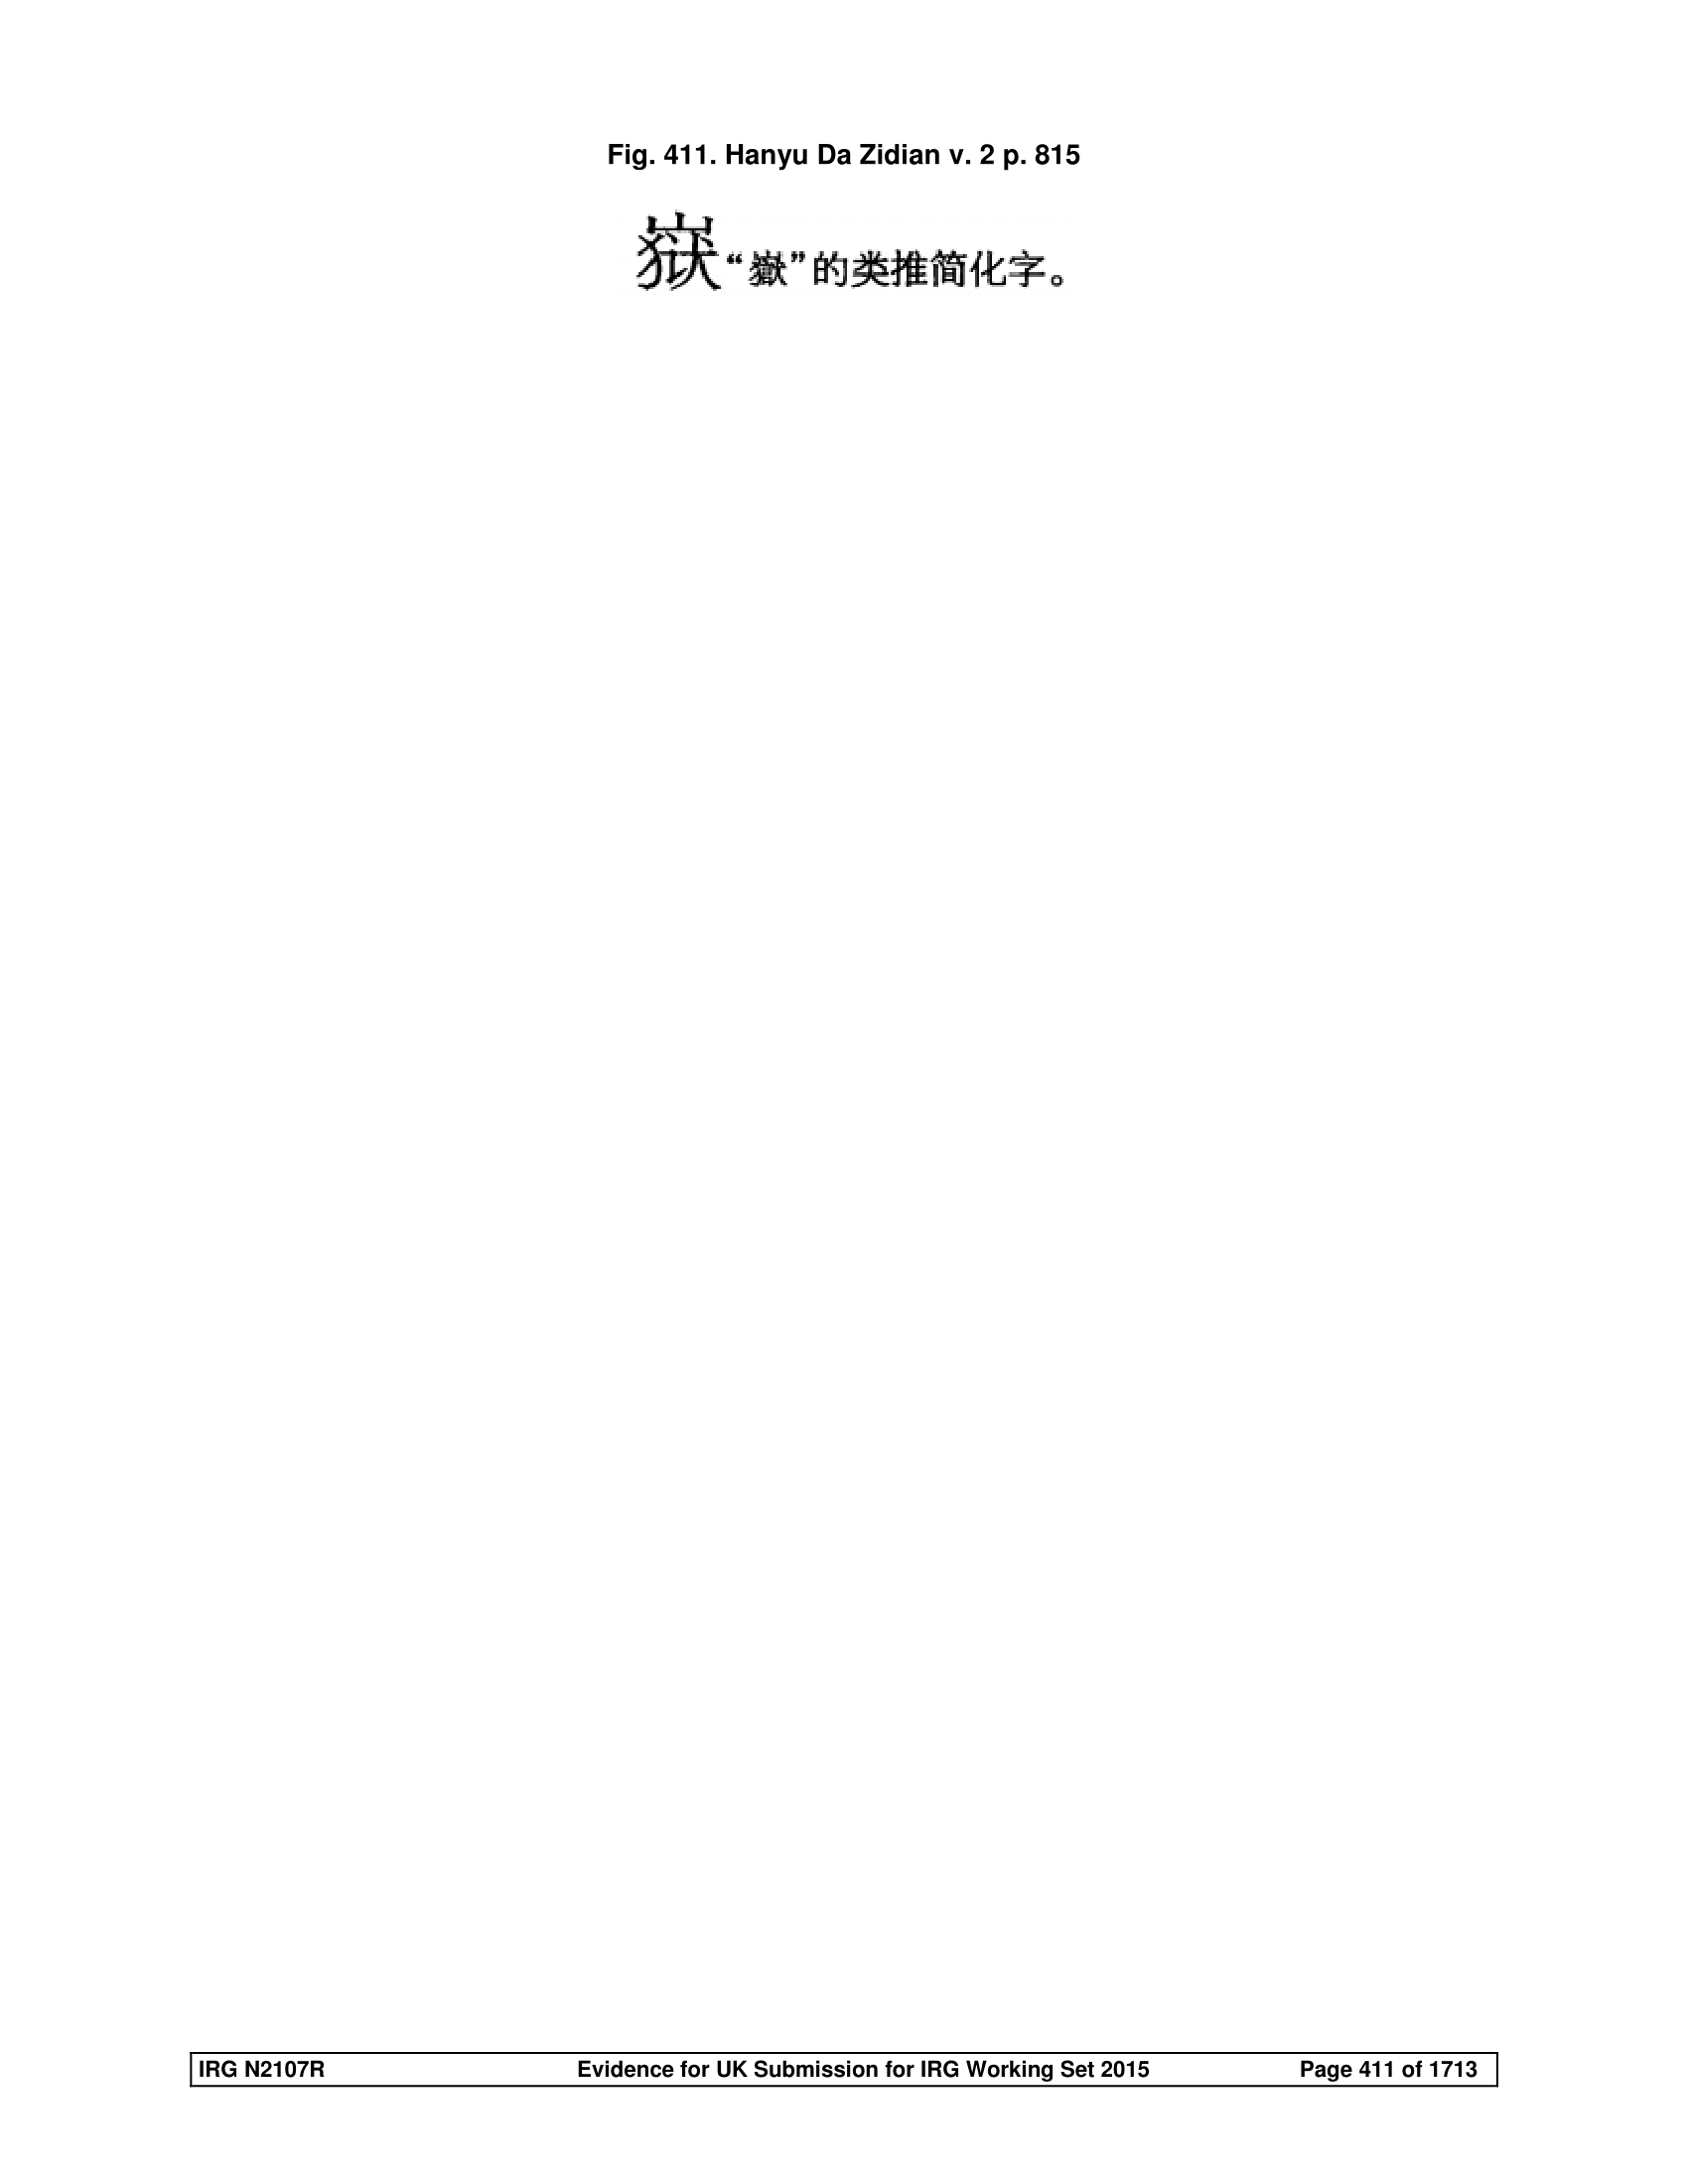 Fig. 411. Hanyu Da Zidian v. 2 p. 815
“嶽”的类推简化字。
IRG N2107R Evidence for UK Submission for IRG Working Set 2015 Page 411 of 1713